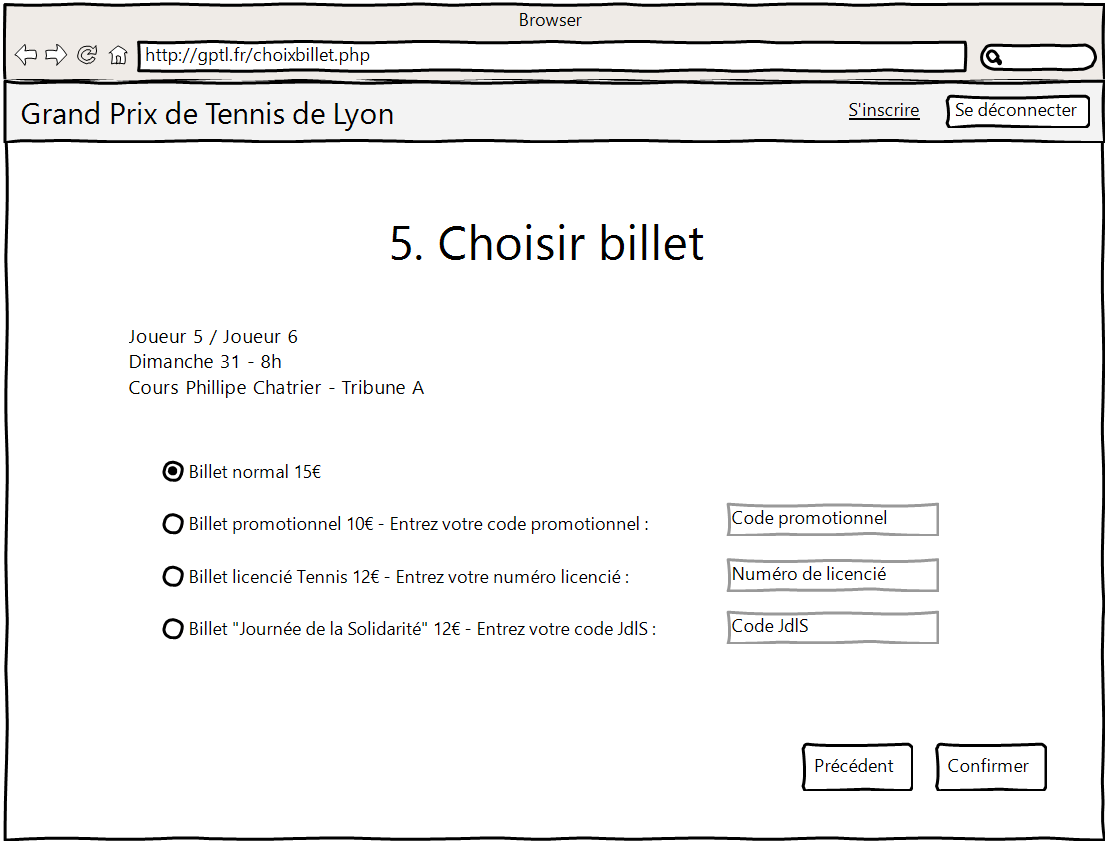 Browser
http://gptl.fr/choixbillet.php
Grand Prix de Tennis de Lyon
S'inscrire
Se déconnecter
5. Choisir billet
Joueur 5 / Joueur 6
Dimanche 31 - 8h
Cours Phillipe Chatrier - Tribune A
Billet normal 15€
Billet promotionnel 10€ - Entrez votre code promotionnel :
Code promotionnel
Billet licencié Tennis 12€ - Entrez votre numéro licencié :
Numéro de licencié
Billet "Journée de la Solidarité" 12€ - Entrez votre code JdlS :
Code JdlS
Précédent
Confirmer